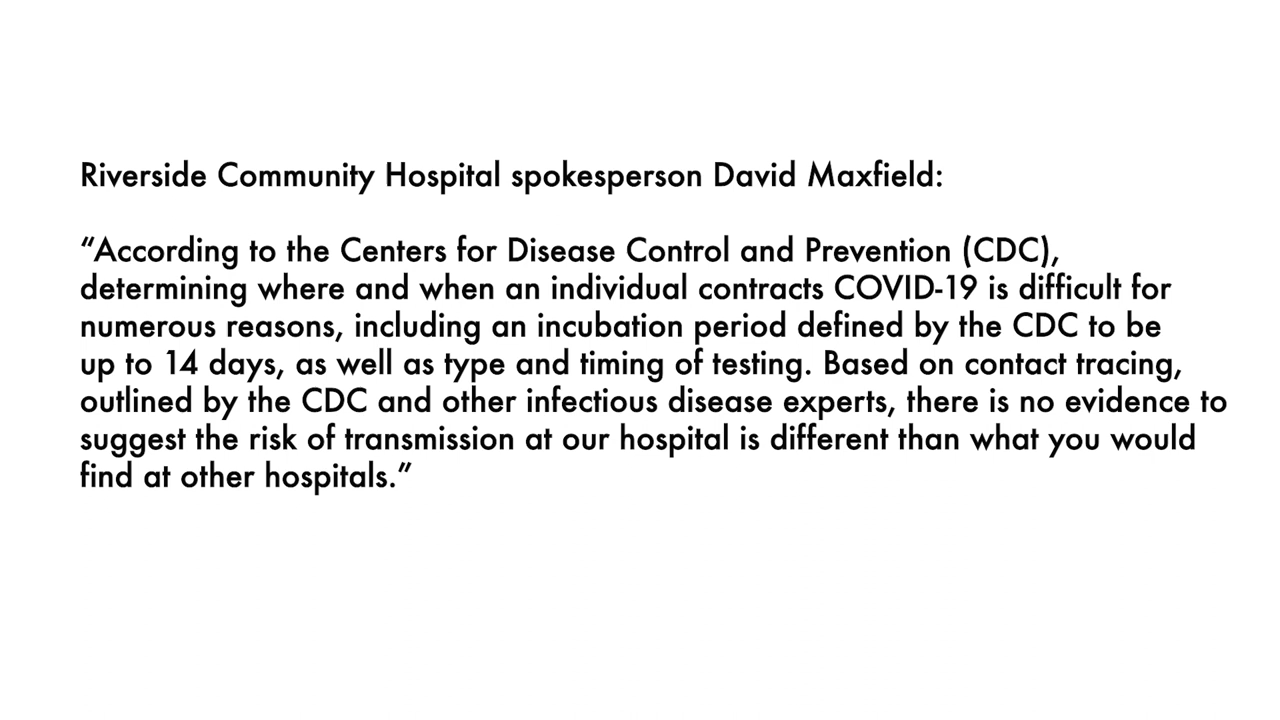 Riverside Community Hospital spokesperson David Maxfield:
“According to the Centers for Disease Control and Prevention (CDC),
determining where and when an individual contracts COVID-19 is difficult for
numerous reasons, including an incubation period defined by the CDC to be
up to 14 days, as well as type and timing of testing. Based on contact tracing,
outlined by the CDC and other infectious disease experts, there is no evidence to
suggest the risk of transmission at our hospital is different than what you would
find at other hospitals.”